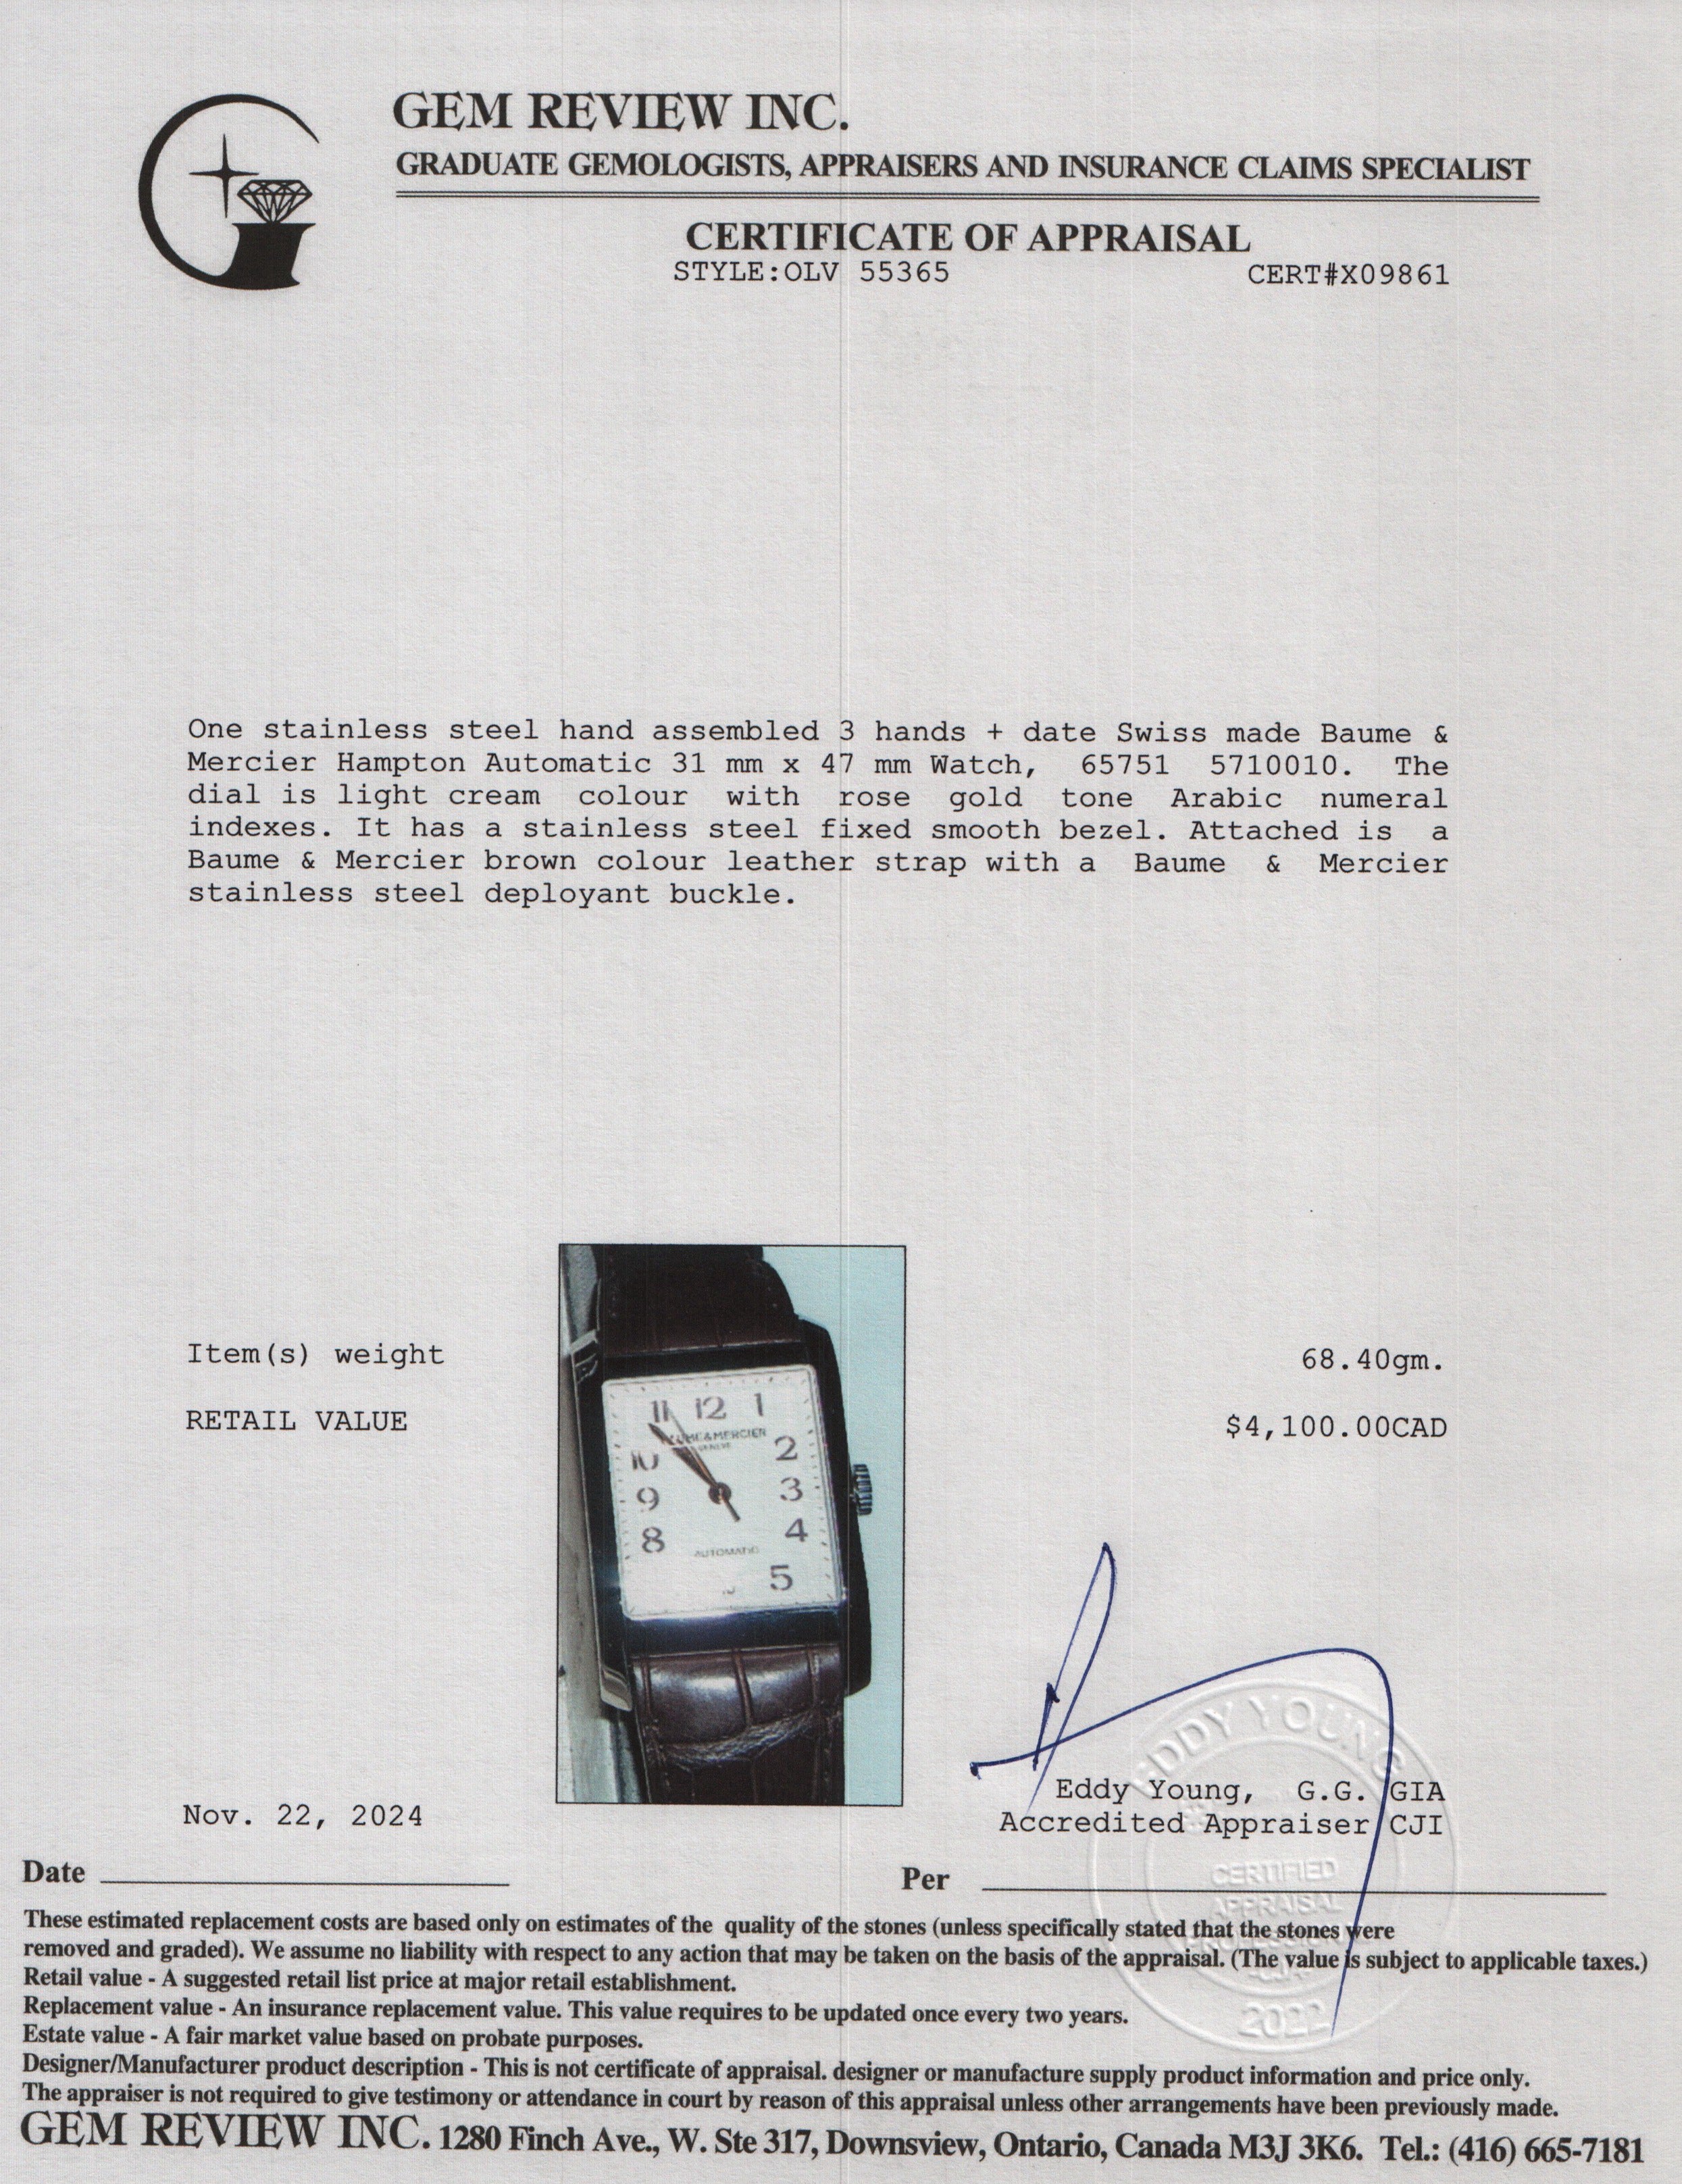 GEM REVIEW INC.
GRADUATE GEMOLOGISTS, APPRAISERS AND INSURANCE CLAIMS SPECIALIST
CERTIFICATE OF APPRAISAL
STYLE:OLV 55365 CERT#X09861
One stainless steel hand assembled 3 hands + date Swiss made Baume &
Mercier Hampton Automatic 31 mm x 47 mm Watch, 65751 5710010. The
dial is light cream colour with rose gold tone Arabic numeral
indexes. It has a stainless steel fixed smooth bezel. Attached is a
Baume & Mercier brown colour leather strap with a Baume & Mercier
stainless steel deployant buckle.
11 12 1
&MERCIER
GENEVE
10 2
9 3
8 4
AUTOMATIC
5
Item(s) weight 68.40gm.
RETAIL VALUE $4,100.00CAD
EDDY YOUNG
CERTIFIED
APPRAISAL
2022
Eddy Young, G.G. GIA
Nov. 22, 2024 Accredited Appraiser CJI
Date Per
These estimated replacement costs are based only on estimates of the quality of the stones (unless specifically stated that the stones were
removed and graded). We assume no liability with respect to any action that may be taken on the basis of the appraisal. (The value is subject to applicable taxes.)
Retail value - A suggested retail list price at major retail establishment.
Replacement value - An insurance replacement value. This value requires to be updated once every two years.
Estate value - A fair market value based on probate purposes.
Designer/Manufacturer product description - This is not certificate of appraisal. designer or manufacture supply product information and price only.
The appraiser is not required to give testimony or attendance in court by reason of this appraisal unless other arrangements have been previously made.
GEM REVIEW INC. 1280 Finch Ave., W. Ste 317, Downsview, Ontario, Canada M3J 3K6. Tel.: (416) 665-7181